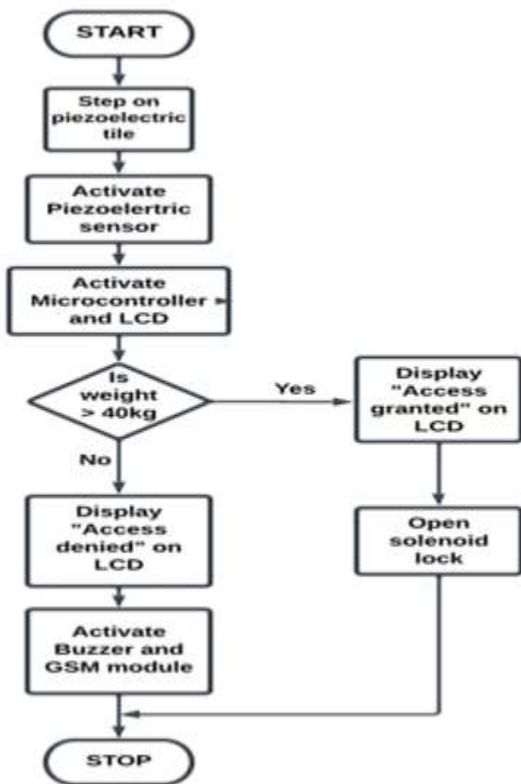 START
Step on
piezoelectric
tile
Activate
Piezoelertric
sensor
Activate
Microcontroller
and LCD
Is
weight
> 40kg
Yes
Display
"Access
granted" on
LCD
No
Display
"Access
denied" on
LCD
Open
solenoid
lock
Activate
Buzzer and
GSM module
STOP